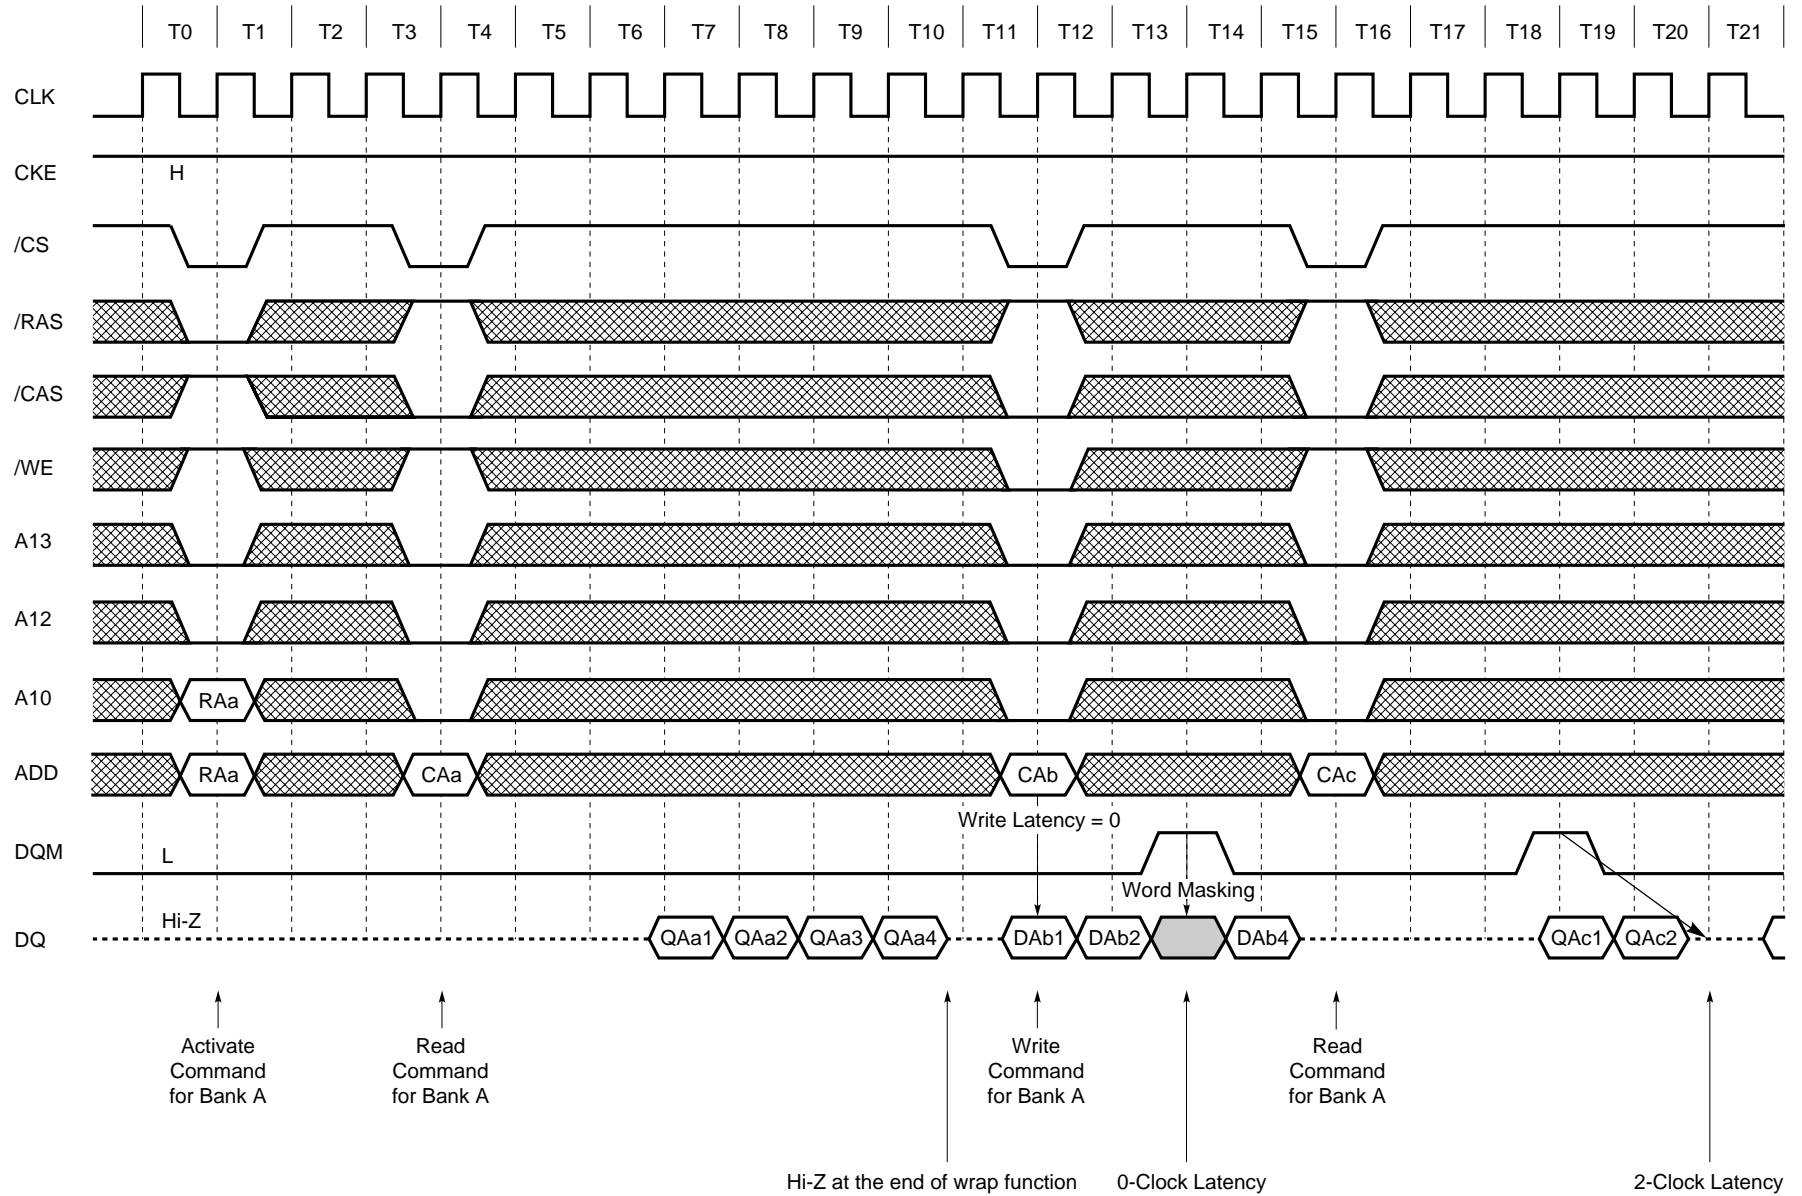 T0 T1 T2 T3 T4 T5 T6 T7 T8 T9 T10 T11 T12 T13 T14 T15 T16 T17 T18 T19 T20 T21
CLK
CKE H
/CS
/RAS
/CAS
/WE
A13
A12
A10 RAa
ADD RAa CAa CAb CAc
Write Latency = 0
DQM L
Word Masking
Hi-Z
DQ QAa1 QAa2 QAa3 QAa4 DAb1 DAb2 DAb4 QAc1 QAc2
Activate
Command
for Bank A
Read
Command
for Bank A
Write
Command
for Bank A
Read
Command
for Bank A
Hi-Z at the end of wrap function
0-Clock Latency
2-Clock Latency